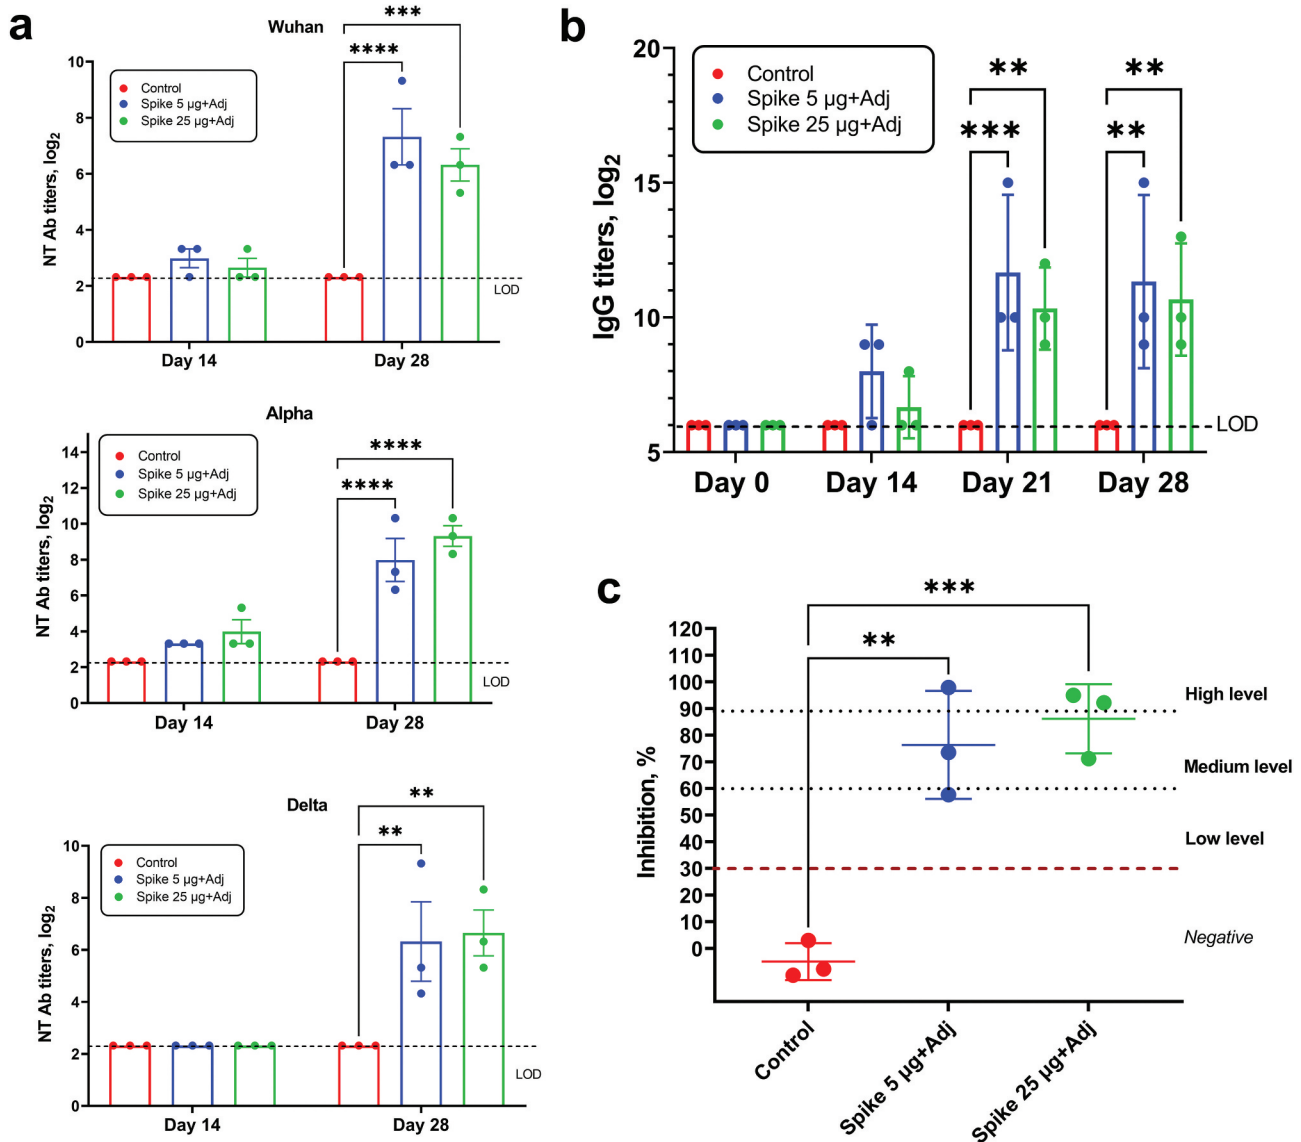 a
Wuhan
***
****
NT Ab titers, log2
10
8
6
4
2
0
Control
Spike 5 µg+Adj
Spike 25 µg+Adj
LOD
Day 14
Day 28
Alpha
****
****
NT Ab titers, log2
14
12
10
8
6
4
2
0
Control
Spike 5 µg+Adj
Spike 25 µg+Adj
LOD
Day 14
Day 28
Delta
**
**
NT Ab titers, log2
10
8
6
4
2
0
Control
Spike 5 µg+Adj
Spike 25 µg+Adj
LOD
Day 14
Day 28
b
IgG titers, log2
20
15
10
5
Control
Spike 5 µg+Adj
Spike 25 µg+Adj
**
***
**
**
LOD
Day 0
Day 14
Day 21
Day 28
c
***
**
Inhibition, %
120
110
100
90
80
70
60
50
40
30
20
10
0
High level
Medium level
Low level
Negative
Control
Spike 5 µg+Adj
Spike 25 µg+Adj